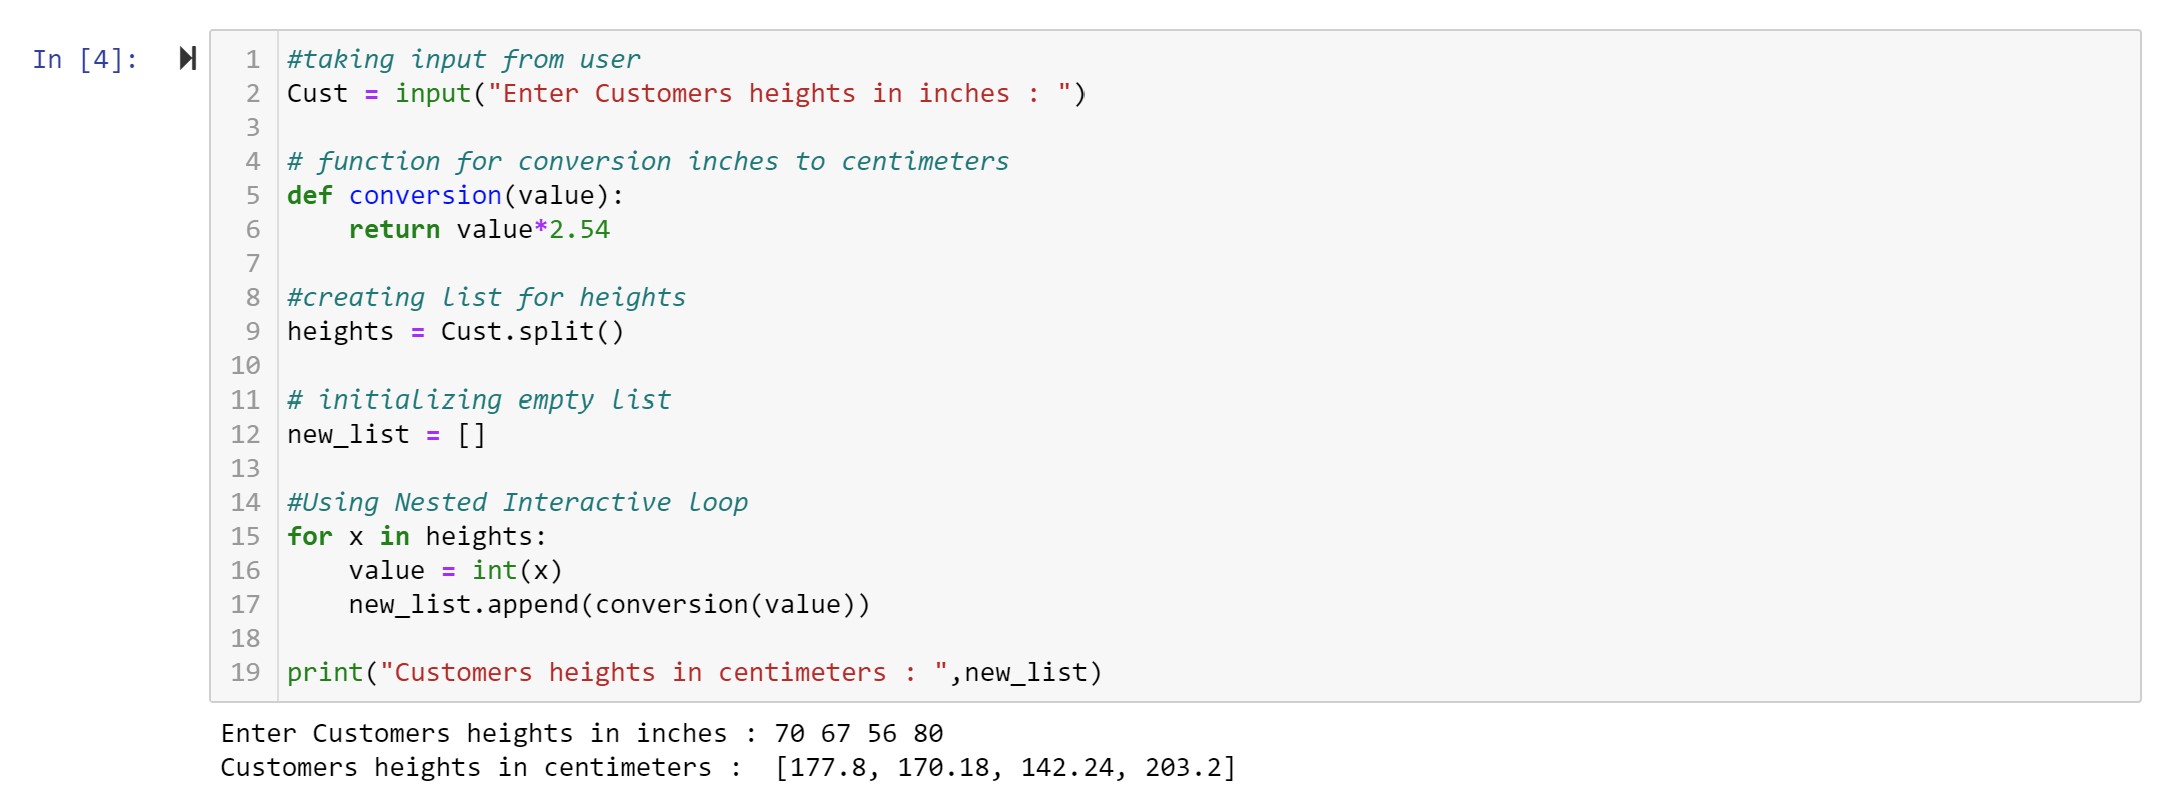 In [4]:
1 #taking input from user
2 Cust = input("Enter Customers heights in inches : ")
3
4 # function for conversion inches to centimeters
5 def conversion(value):
6     return value*2.54
7
8 #creating list for heights
9 heights = Cust.split()
10
11 # initializing empty list
12 new_list = []
13
14 #Using Nested Interactive loop
15 for x in heights:
16     value = int(x)
17     new_list.append(conversion(value))
18
19 print("Customers heights in centimeters : ",new_list)
Enter Customers heights in inches : 70 67 56 80
Customers heights in centimeters :  [177.8, 170.18, 142.24, 203.2]